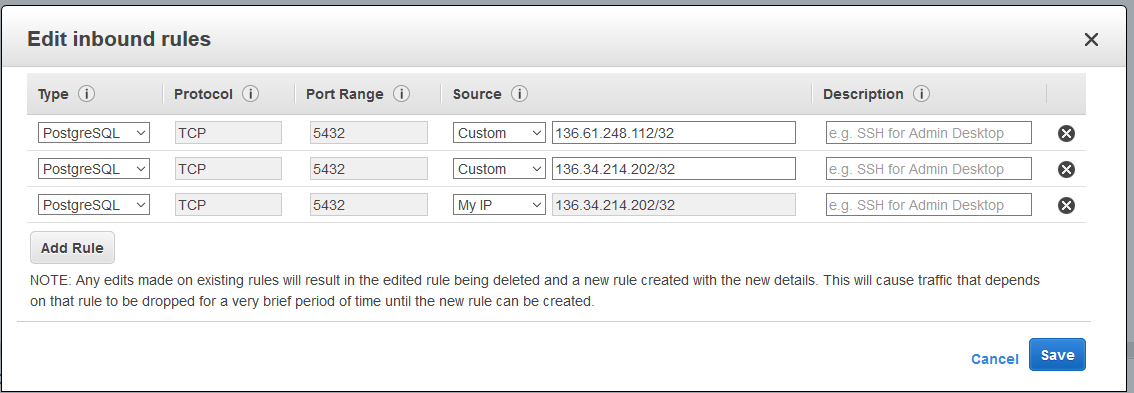 Edit inbound rules
Type Protocol Port Range Source Description
PostgreSQL TCP 5432 Custom 136.61.248.112/32 e.g. SSH for Admin Desktop
PostgreSQL TCP 5432 Custom 136.34.214.202/32 e.g. SSH for Admin Desktop
PostgreSQL TCP 5432 My IP 136.34.214.202/32 e.g. SSH for Admin Desktop
Add Rule
NOTE: Any edits made on existing rules will result in the edited rule being deleted and a new rule created with the new details. This will cause traffic that depends
on that rule to be dropped for a very brief period of time until the new rule can be created.
Cancel Save